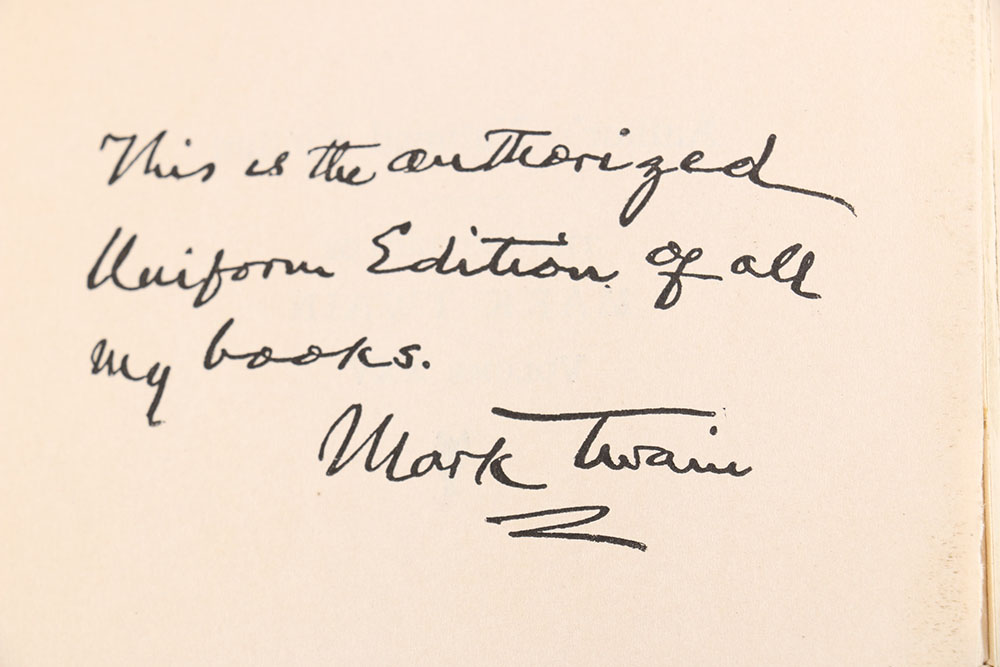 This is the authorized
Uniform Edition of all
my books.
Mark Twain